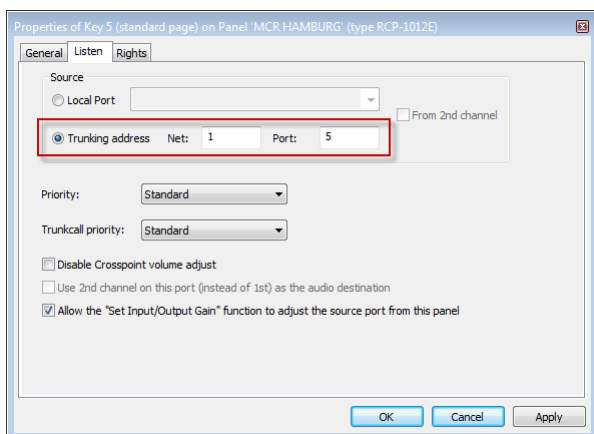 Properties of Key 5 (standard page) on Panel 'MCR HAMBURG' (type RCP-1012E)
General Listen Rights
Source
Local Port
From 2nd channel
Trunking address Net: 1 Port: 5
Priority: Standard
Trunkcall priority: Standard
Disable Crosspoint volume adjust
Use 2nd channel on this port (instead of 1st) as the audio destination
Allow the "Set Input/Output Gain" function to adjust the source port from this panel
OK Cancel Apply